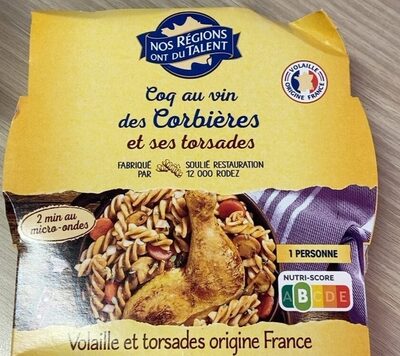 NOS RÉGIONS
ONT DU TALENT
VOLAILLE
ORIGINE FRANCE
Coq au vin
des Corbières
et ses torsades
FABRIQUÉ PAR
SOULIÉ RESTAURATION
12 000 RODEZ
2 min au
micro-ondes
1 PERSONNE
NUTRI-SCORE
A B C D E
Volaille et torsades origine France